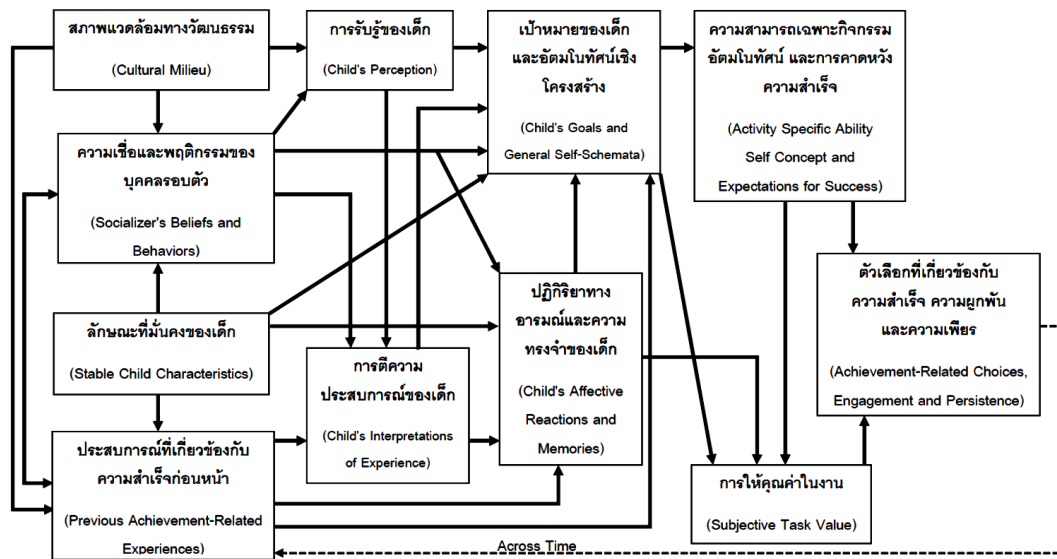 สภาพแวดล้อมทางวัฒนธรรม
(Cultural Milieu)
การรับรู้ของเด็ก
(Child's Perception)
เป้าหมายของเด็ก
และอัตมโนทัศน์เชิง
โครงสร้าง
(Child's Goals and
General Self-Schemata)
ความสามารถเฉพาะกิจกรรม
อัตมโนทัศน์ และการคาดหวัง
ความสำเร็จ
(Activity Specific Ability
Self Concept and
Expectations for Success)
ความเชื่อและพฤติกรรมของ
บุคคลรอบตัว
(Socializer's Beliefs and
Behaviors)
ตัวเลือกที่เกี่ยวข้องกับ
ความสำเร็จ ความผูกพัน
และความเพียร
(Achievement-Related Choices,
Engagement and Persistence)
ลักษณะที่มั่นคงของเด็ก
(Stable Child Characteristics)
การตีความ
ประสบการณ์ของเด็ก
(Child's Interpretations
of Experience)
ปฏิกิริยาทาง
อารมณ์และความ
ทรงจำของเด็ก
(Child's Affective
Reactions and
Memories)
ประสบการณ์ที่เกี่ยวข้องกับ
ความสำเร็จก่อนหน้า
(Previous Achievement-Related
Experiences)
การให้คุณค่าในงาน
(Subjective Task Value)
Across Time